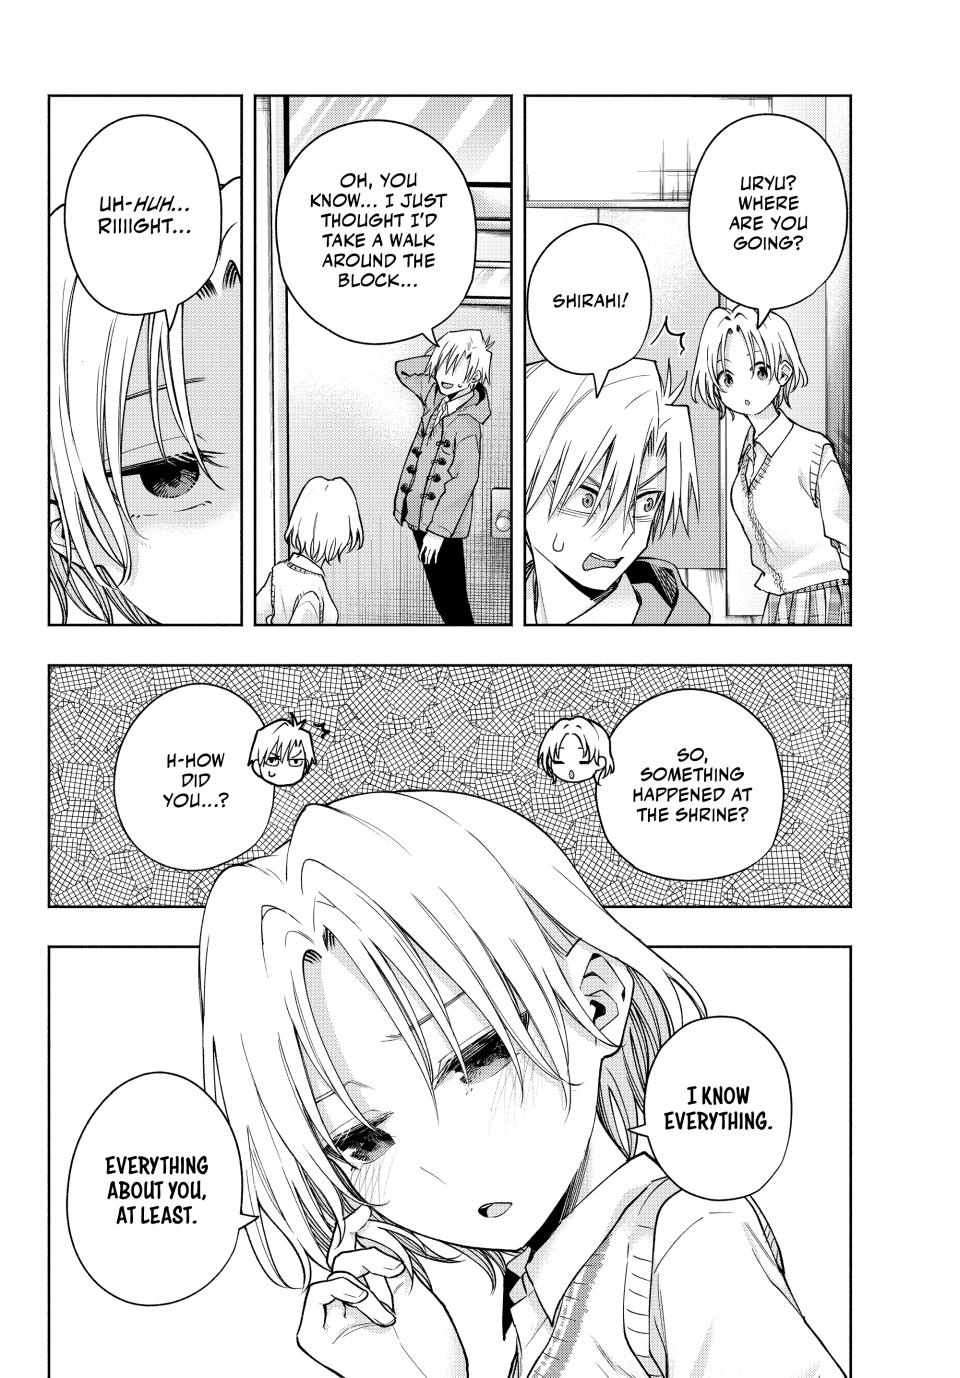 URYU?
WHERE
ARE YOU
GOING?
SHIRAHI!
OH, YOU
KNOW... I JUST
THOUGHT I'D
TAKE A WALK
AROUND THE
BLOCK...
UH-HUH...
RIIIIGHT...
SO,
SOMETHING
HAPPENED AT
THE SHRINE?
H-HOW
DID
YOU...?
I KNOW
EVERYTHING.
EVERYTHING
ABOUT YOU,
AT LEAST.